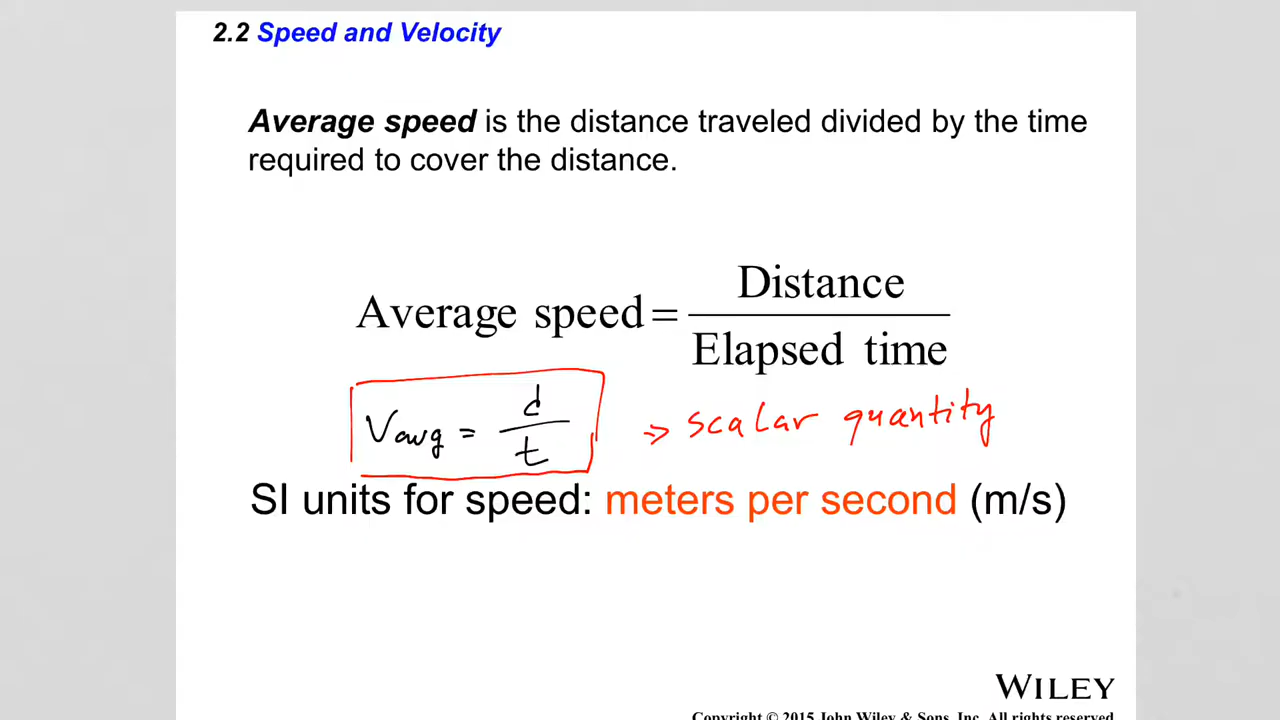 2.2 Speed and Velocity
Average speed is the distance traveled divided by the time
required to cover the distance.
Average speed = Distance
Elapsed time
Vavg = d
t
⇒ scalar quantity
SI units for speed: meters per second (m/s)
WILEY
Copyright © 2015 John Wiley & Sons, Inc. All rights reserved